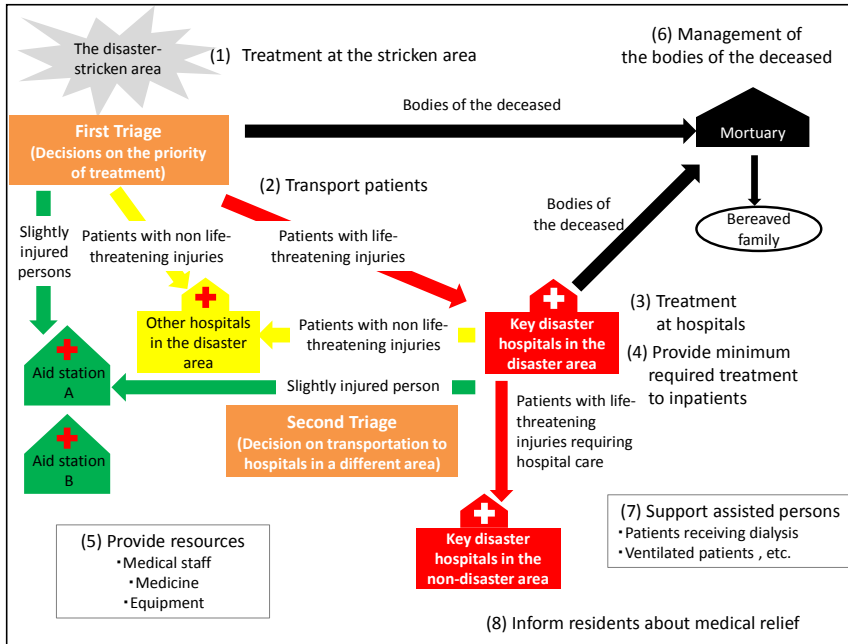 The disaster-
stricken area
(1) Treatment at the stricken area
(6) Management of
the bodies of the deceased
Bodies of the deceased
Mortuary
First Triage
(Decisions on the priority
of treatment)
(2) Transport patients
Bodies of
the deceased
Bereaved
family
Slightly
injured
persons
Patients with non life-
threatening injuries
Patients with life-
threatening injuries
Other hospitals
in the disaster
area
Patients with non life-
threatening injuries
Key disaster
hospitals in the
disaster area
(3) Treatment
at hospitals
(4) Provide minimum
required treatment
to inpatients
Aid station
A
Slightly injured person
Second Triage
(Decision on transportation to
hospitals in a different area)
Patients with life-
threatening
injuries requiring
hospital care
Aid station
B
(5) Provide resources
・Medical staff
・Medicine
・Equipment
Key disaster
hospitals in the
non-disaster area
(7) Support assisted persons
・Patients receiving dialysis
・Ventilated patients , etc.
(8) Inform residents about medical relief